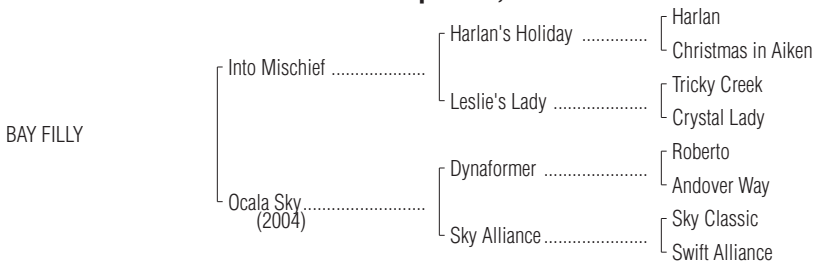 Harlan
Harlan's Holiday ..............
Christmas in Aiken
Into Mischief ....................
Tricky Creek
Leslie's Lady ....................
Crystal Lady
BAY FILLY
Roberto
Dynaformer ......................
Andover Way
Ocala Sky..........................
(2004)
Sky Classic
Sky Alliance......................
Swift Alliance